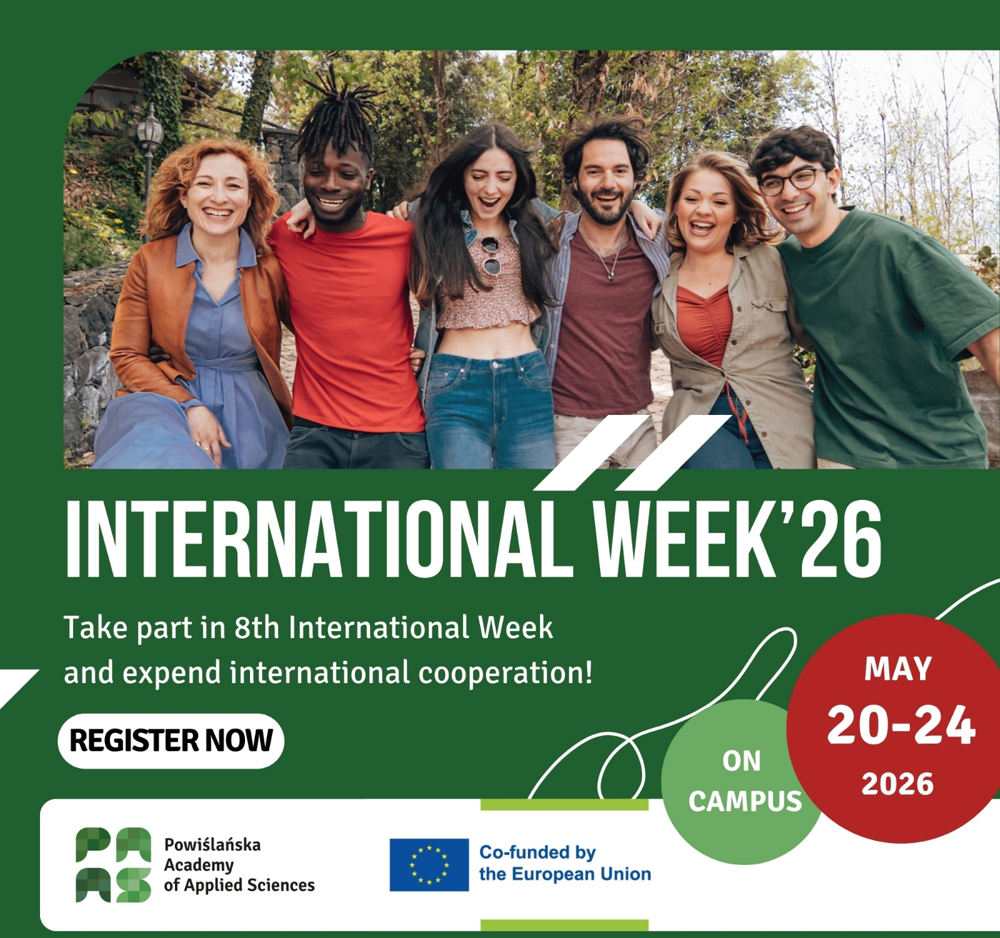 INTERNATIONAL WEEK’26
Take part in 8th International Week
and expend international cooperation!
REGISTER NOW
MAY
20-24
2026
ON
CAMPUS
PA
AS
Powiślańska
Academy
of Applied Sciences
Co-funded by
the European Union